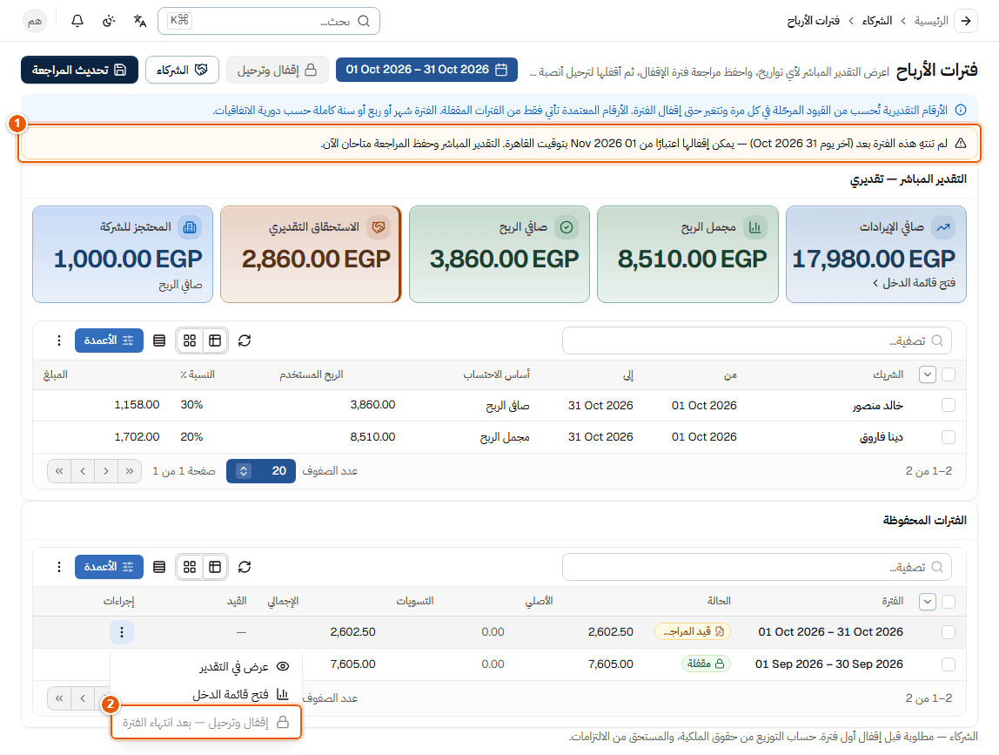 الرئيسية
الشركاء
فترات الأرباح
بحث...
K⌘
هم
فترات الأرباح
اعرض التقدير المباشر لأي تواريخ، واحفظ مراجعة فترة الإقفال، ثم أقفلها لترحيل أنصبة ...
01 Oct 2026 – 31 Oct 2026
إقفال وترحيل
الشركاء
تحديث المراجعة
الأرقام التقديرية تُحسب من القيود المرحّلة في كل مرة وتتغير حتى إقفال الفترة. الأرقام المعتمدة تأتي فقط من الفترات المقفلة. الفترة شهر أو ربع أو سنة كاملة حسب دورية الاتفاقيات.
1
لم تنتهِ هذه الفترة بعد (آخر يوم 31 Oct 2026) — يمكن إقفالها اعتبارًا من 01 Nov 2026 بتوقيت القاهرة. التقدير المباشر وحفظ المراجعة متاحان الآن.
التقدير المباشر — تقديري
صافي الإيرادات
17,980.00 EGP
فتح قائمة الدخل
مجمل الربح
8,510.00 EGP
صافي الربح
3,860.00 EGP
الاستحقاق التقديري
2,860.00 EGP
المحتجز للشركة
1,000.00 EGP
صافي الربح
تصفية...
الأعمدة
الشريك من إلى أساس الاحتساب الربح المستخدم النسبة ٪ المبلغ
خالد منصور 01 Oct 2026 31 Oct 2026 صافي الربح 3,860.00 30% 1,158.00
دينا فاروق 01 Oct 2026 31 Oct 2026 مجمل الربح 8,510.00 20% 1,702.00
1–2 من 2 عدد الصفوف 20 صفحة 1 من 1
الفترات المحفوظة
تصفية...
الأعمدة
الفترة الحالة الأصلي التسويات الإجمالي القيد إجراءات
01 Oct 2026 – 31 Oct 2026 قيد المراجـ... 2,602.50 0.00 2,602.50 —
01 Sep 2026 – 30 Sep 2026 مقفلة 7,605.00 0.00 7,605.00
عرض في التقدير
فتح قائمة الدخل
1–2 من 2 عدد الصفوف
2
إقفال وترحيل — بعد انتهاء الفترة
الشركاء — مطلوبة قبل إقفال أول فترة. حساب التوزيع من حقوق الملكية، والمستحق من الالتزامات.